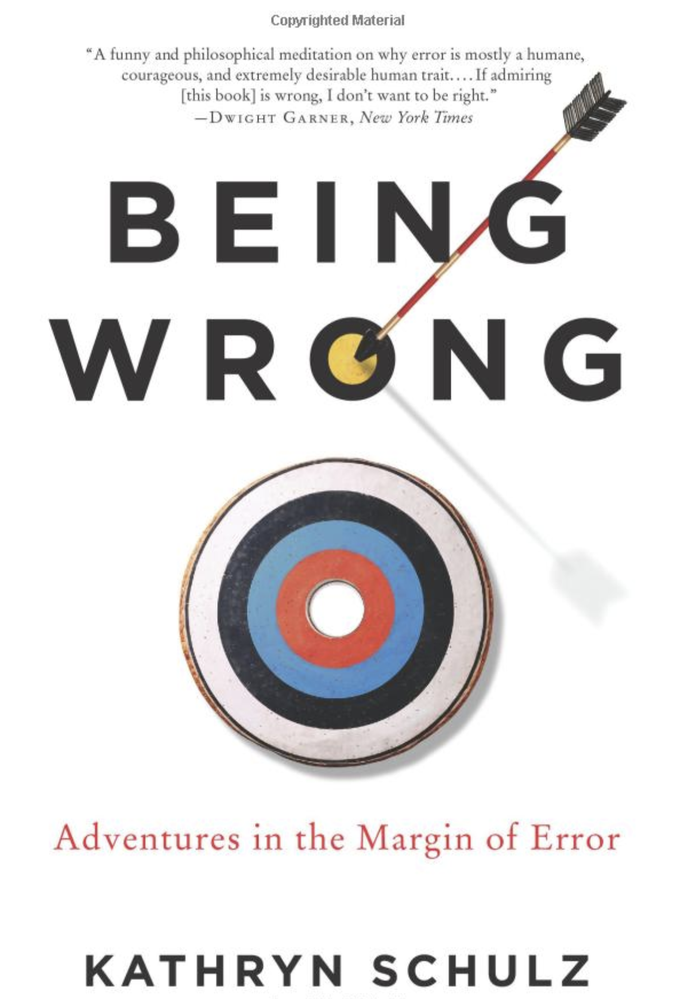 Copyrighted Material
“A funny and philosophical meditation on why error is mostly a humane,
courageous, and extremely desirable human trait.... If admiring
[this book] is wrong, I don’t want to be right.”
—DWIGHT GARNER, New York Times
BEING
WRONG
Adventures in the Margin of Error
KATHRYN SCHULZ